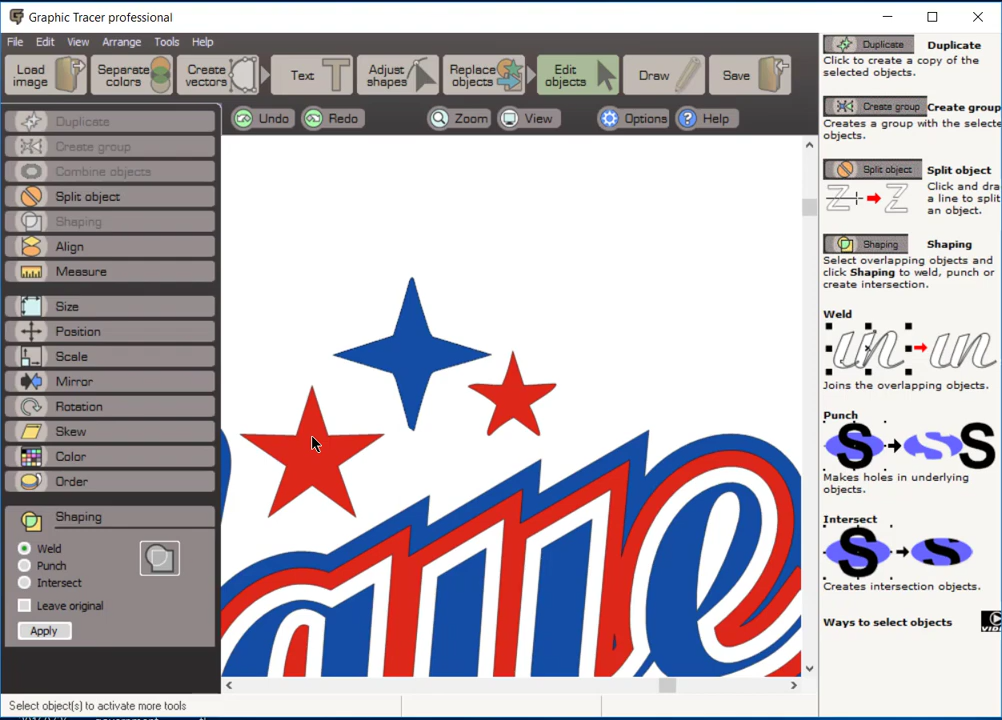 Graphic Tracer professional
File Edit View Arrange Tools Help
Load image
Separate colors
Create vectors
Text
Adjust shapes
Replace objects
Edit objects
Draw
Save
Undo
Redo
Zoom
View
Options
Help
Duplicate
Create group
Combine objects
Split object
Shaping
Align
Measure
Size
Position
Scale
Mirror
Rotation
Skew
Color
Order
Shaping
Weld
Punch
Intersect
Leave original
Apply
Duplicate Duplicate
Click to create a copy of the
selected objects.
Create group Create group
Creates a group with the selecte
objects.
Split object Split object
Click and dra
a line to split
an object.
Shaping Shaping
Select overlapping objects and
click Shaping to weld, punch or
create intersection.
Weld
Joins the overlapping objects.
Punch
Makes holes in underlying
objects.
Intersect
Creates intersection objects.
Ways to select objects
Select object(s) to activate more tools